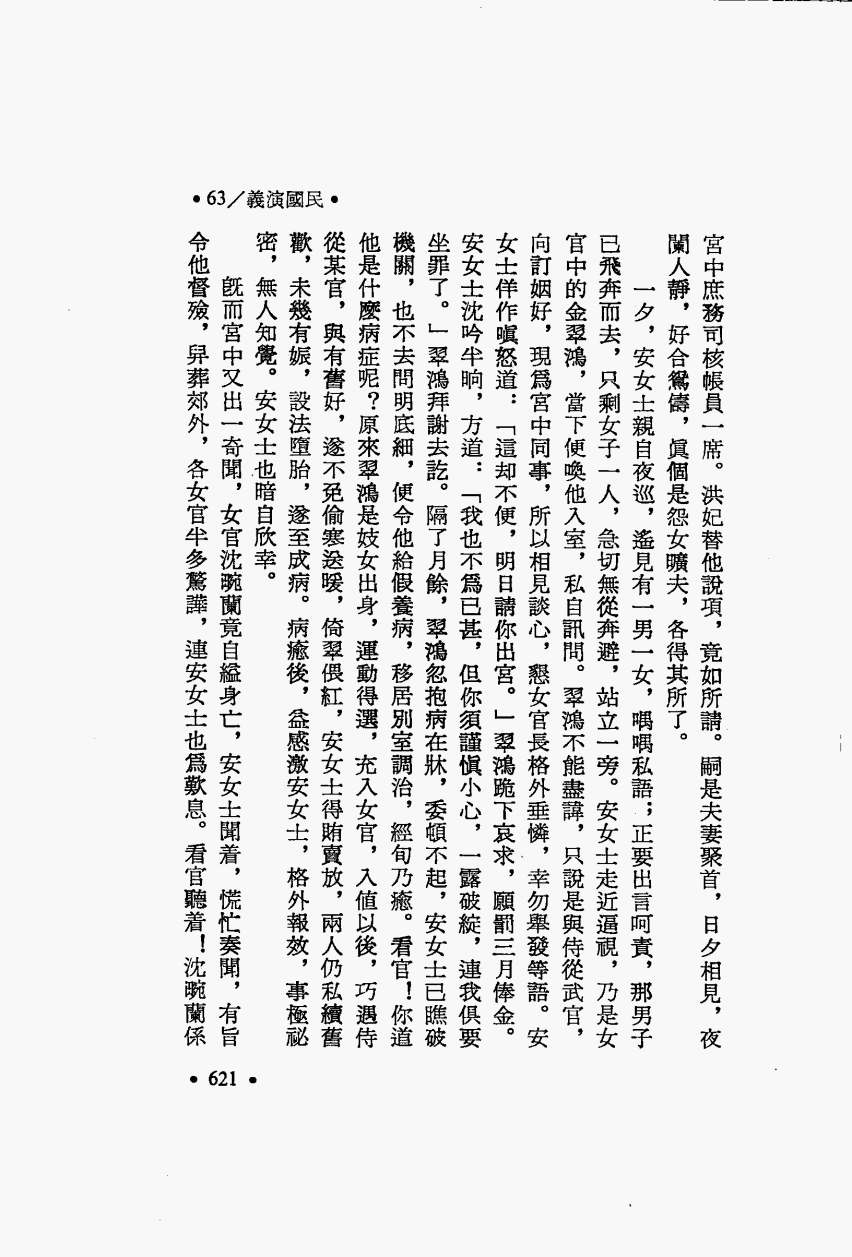 •63／義演國民•
宮中庶務司核帳員一席。洪妃替他說項，竟如所請。嗣是夫妻聚首，日夕相見，夜
闌人靜，好合鴛儔，眞個是怨女曠夫，各得其所了。
一夕，安女士親自夜巡，遙見有一男一女，喁喁私語；正要出言呵責，那男子
已飛奔而去，只剩女子一人，急切無從奔避，站立一旁。安女士走近逼視，乃是女
官中的金翠鴻，當下便喚他入室，私自訊問。翠鴻不能盡諱，只說是與侍從武官，
向訂姻好，現爲宮中同事，所以相見談心，懇女官長格外垂憐，幸勿舉發等語。安
女士佯作嗔怒道：「這却不便，明日請你出宮。」翠鴻跪下哀求，願罰三月俸金。
安女士沈吟半晌，方道：「我也不爲已甚，但你須謹愼小心，一露破綻，連我俱要
坐罪了。」翠鴻拜謝去訖。隔了月餘，翠鴻忽抱病在牀，委頓不起，安女士已瞧破
機關，也不去問明底細，便令他給假養病，移居別室調治，經旬乃癒。看官！你道
他是什麼病症呢？原來翠鴻是妓女出身，運動得選，充入女官，入値以後，巧遇侍
從某官，與有舊好，遂不免偷寒送暖，倚翠偎紅，安女士得賄賣放，兩人仍私續舊
歡，未幾有娠，設法墮胎，遂至成病。病癒後，益感激安女士，格外報效，事極祕
密，無人知覺。安女士也暗自欣幸。
旣而宮中又出一奇聞，女官沈畹蘭竟自縊身亡，安女士聞着，慌忙奏聞，有旨
令他督殮，舁葬郊外，各女官半多驚譁，連安女士也爲歎息。看官聽着！沈畹蘭係
•621•